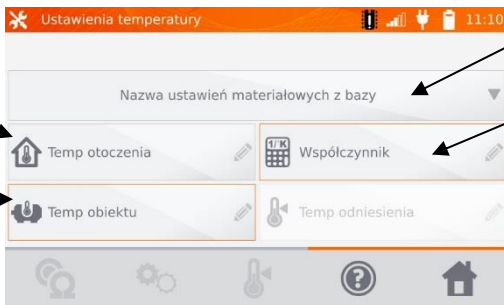 Ustawienia temperatury 11:10
Nazwa ustawień materiałowych z bazy
Temp otoczenia
1/°K Współczynnik
Temp obiektu
Temp odniesienia
?